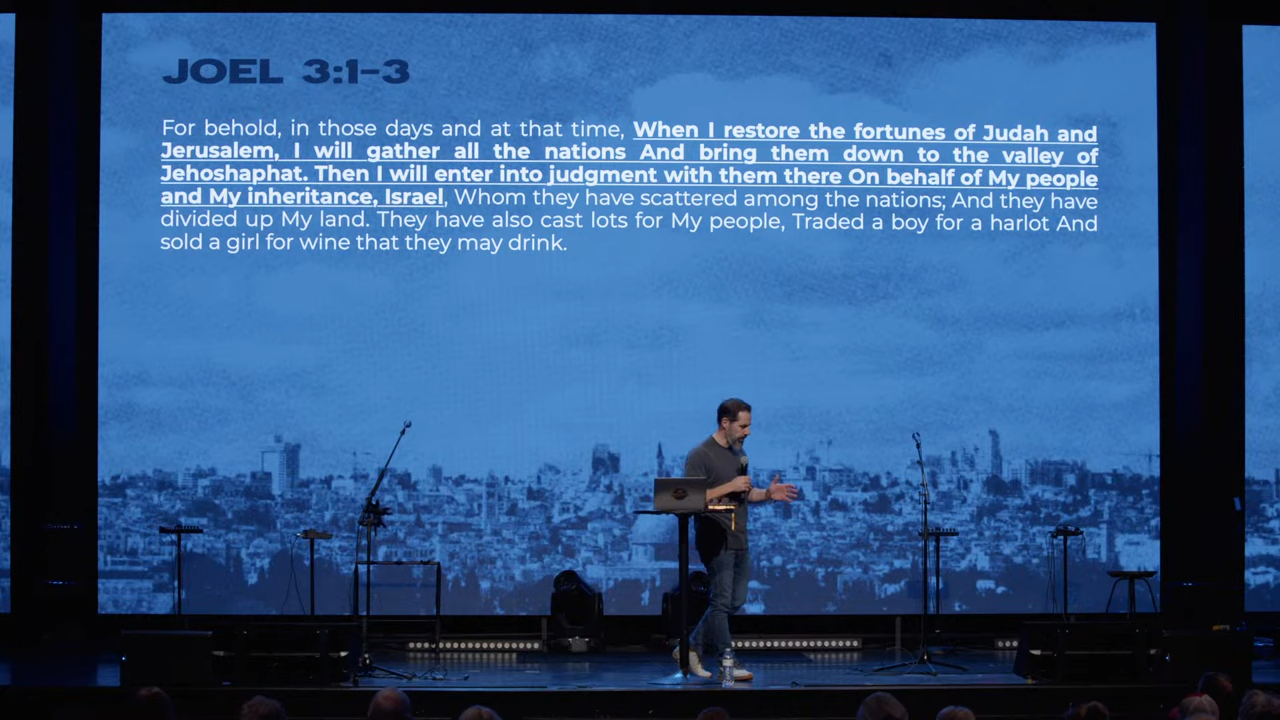 JOEL 3:1-3
For behold, in those days and at that time, When I restore the fortunes of Judah and
Jerusalem, I will gather all the nations And bring them down to the valley of
Jehoshaphat. Then I will enter into judgment with them there On behalf of My people
and My inheritance, Israel, Whom they have scattered among the nations; And they have
divided up My land. They have also cast lots for My people, Traded a boy for a harlot And
sold a girl for wine that they may drink.